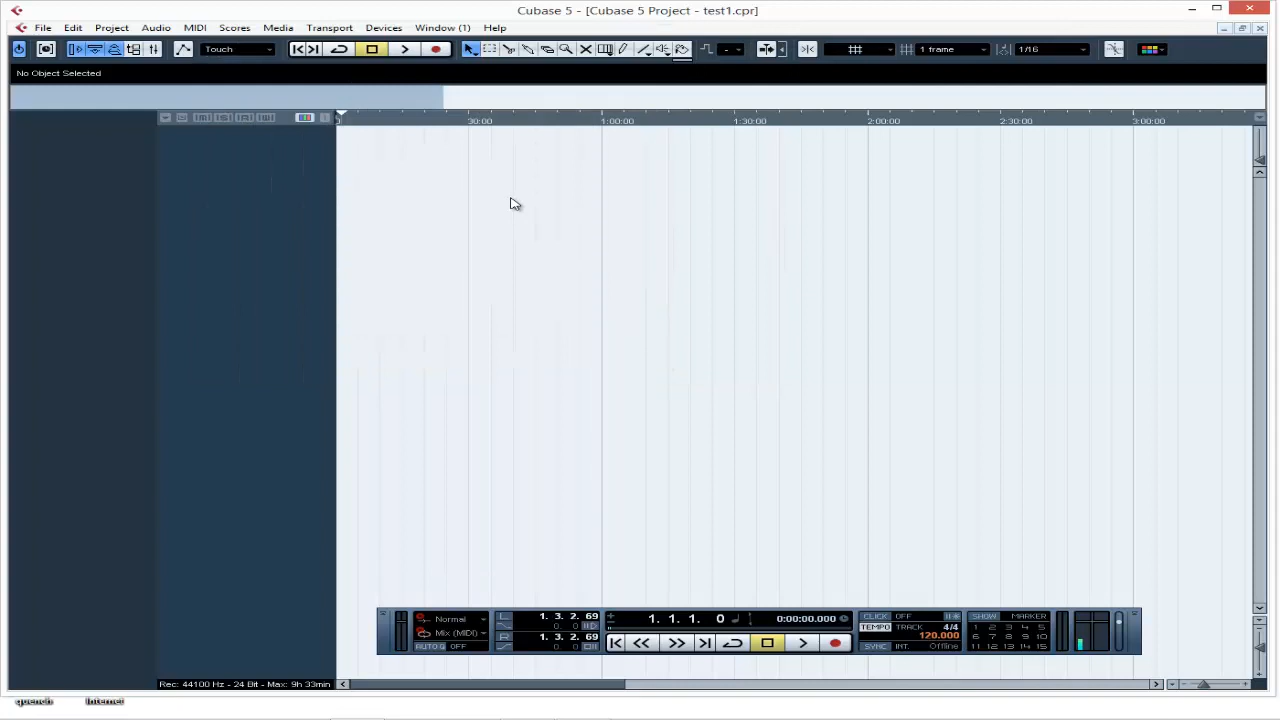 Cubase 5 - [Cubase 5 Project - test1.cpr]
File Edit Project Audio MIDI Scores Media Transport Devices Window (1) Help
Touch 1 frame 1/16
No Object Selected
30:00 1:00:00 1:30:00 2:00:00 2:30:00 3:00:00
Normal L 1. 3. 2. 69 1. 1. 1. 0 0:00:00.000 CLICK OFF SHOW MARKER
0. 0 TEMPO TRACK 4/4 1 2 3 4 5
Mix (MIDI) R 1. 3. 2. 69 120.000 6 7 8 9 10
AUTO Q OFF 0. 0 SYNC INT. Offline 11 12 13 14 15
Rec: 44100 Hz - 24 Bit - Max: 9h 33min
quench Internet